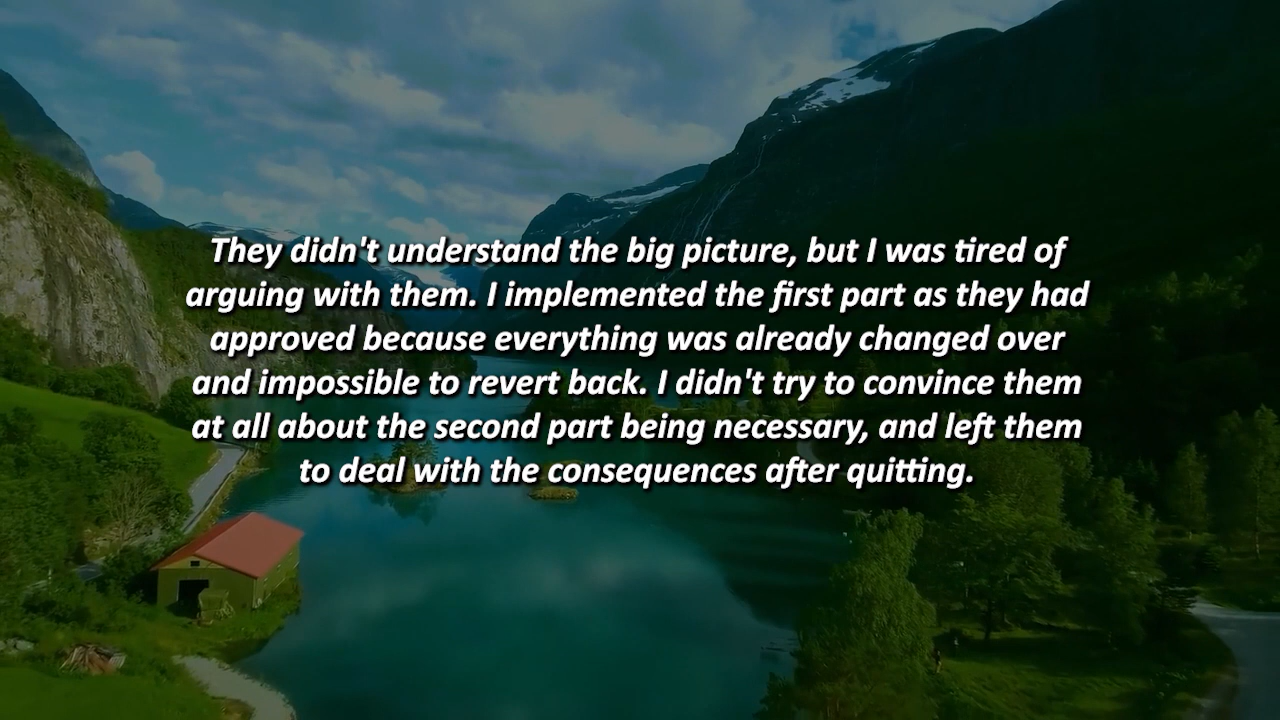 They didn't understand the big picture, but I was tired of
arguing with them. I implemented the first part as they had
approved because everything was already changed over
and impossible to revert back. I didn't try to convince them
at all about the second part being necessary, and left them
to deal with the consequences after quitting.